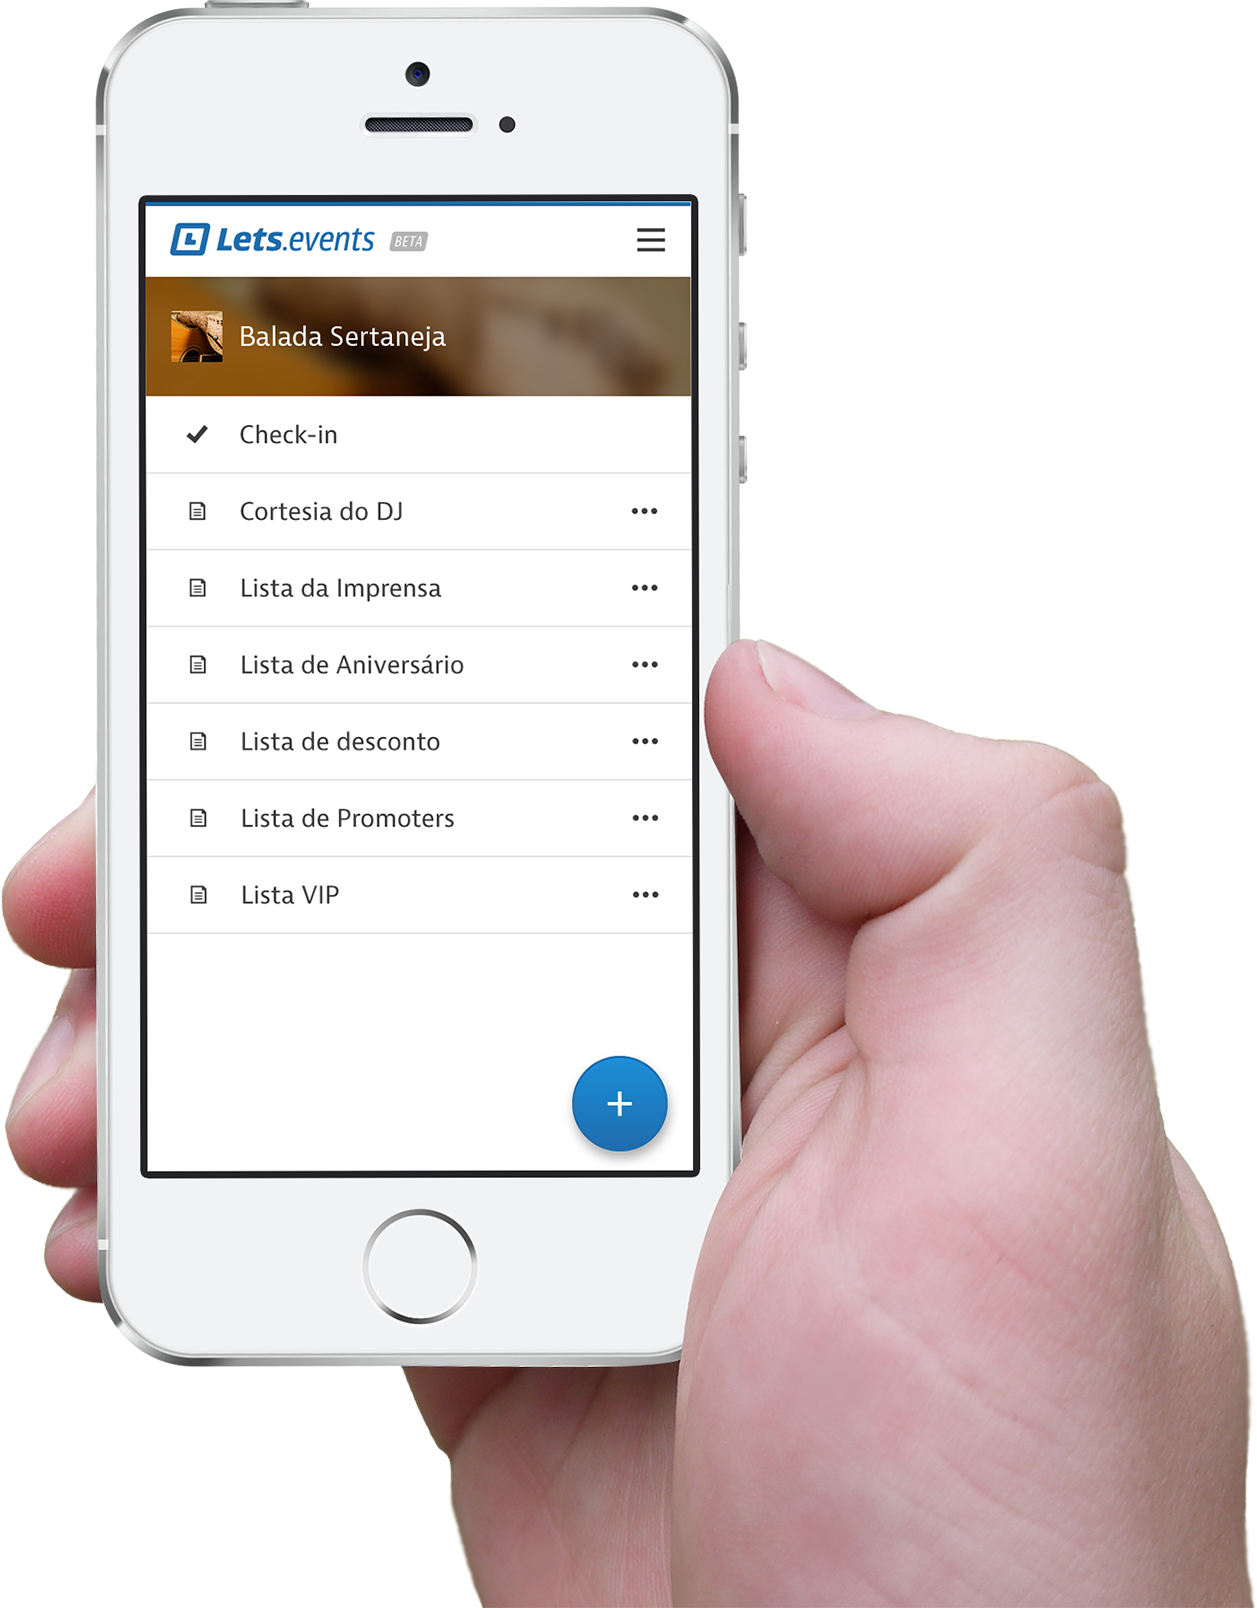 Lets.events BETA
Balada Sertaneja
Check-in
Cortesia do DJ
Lista da Imprensa
Lista de Aniversário
Lista de desconto
Lista de Promoters
Lista VIP